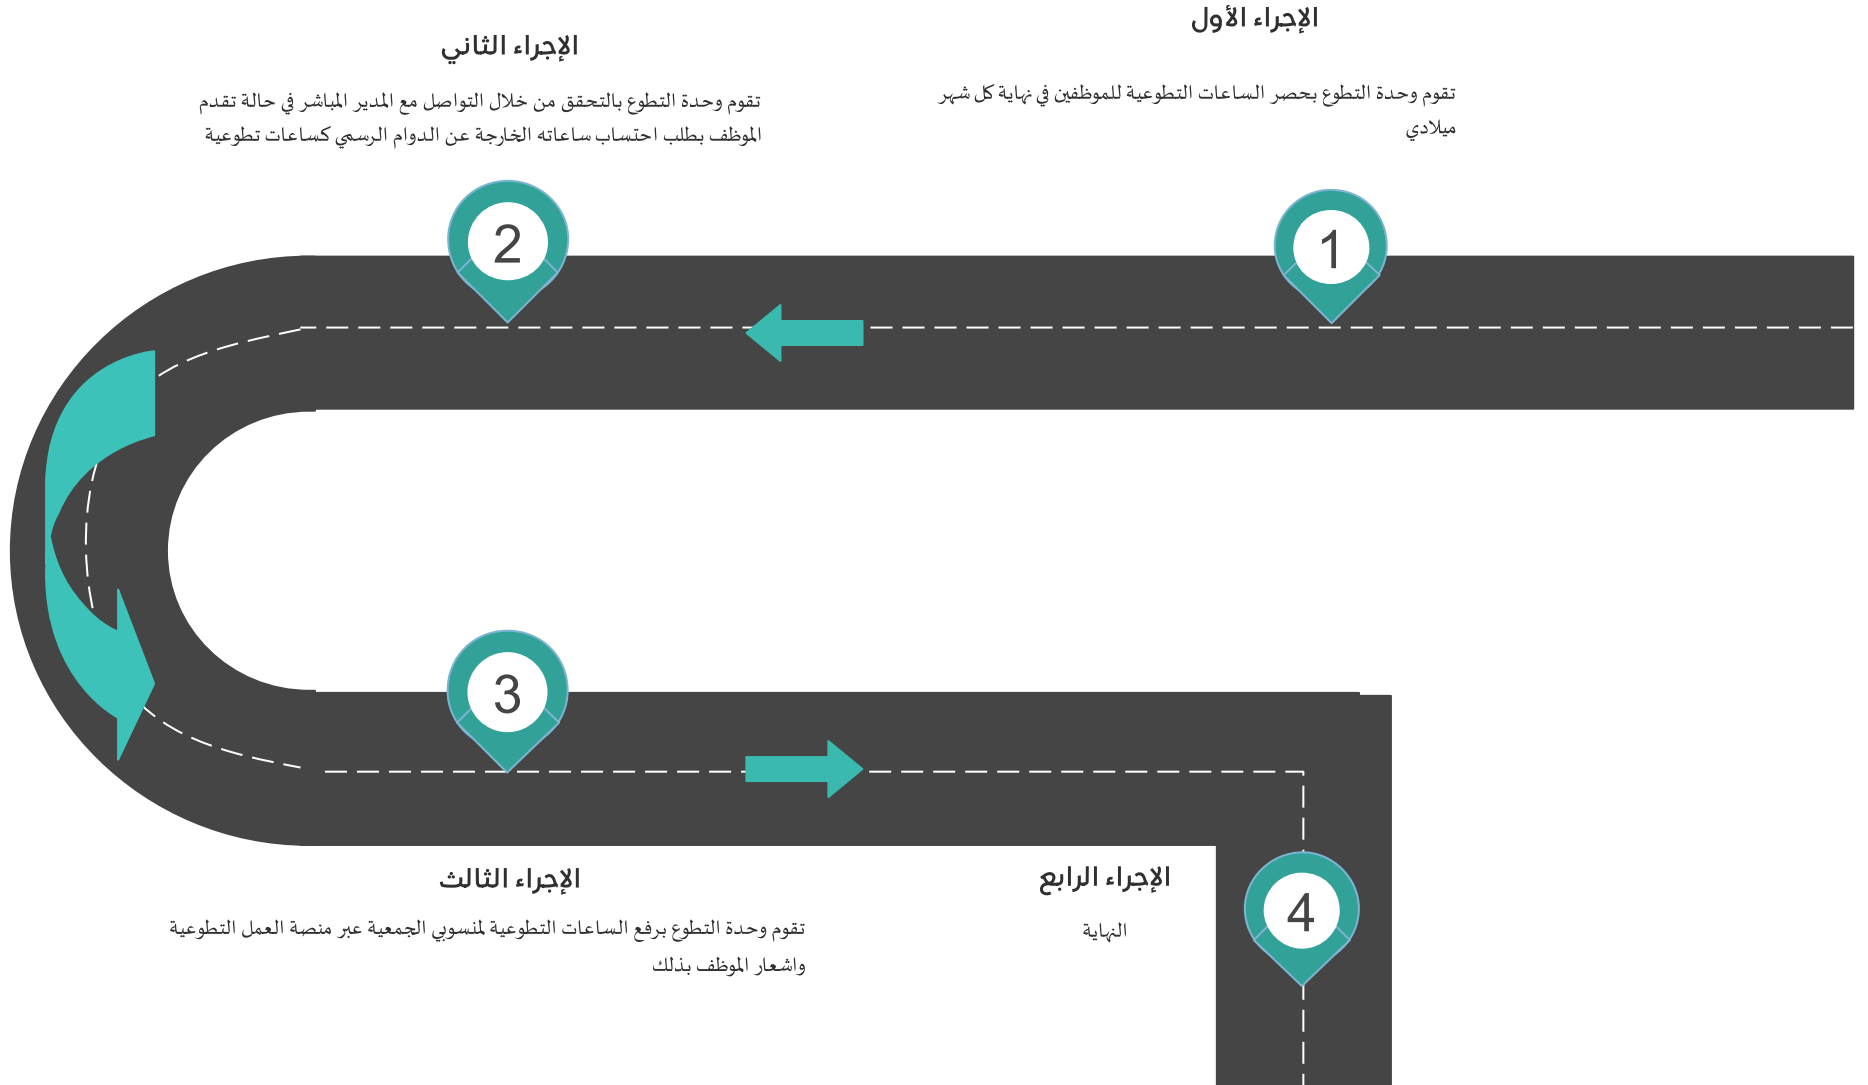 الإجراء الأول
تقوم وحدة التطوع بحصر الساعات التطوعية للموظفين في نهاية كل شهر
ميلادي
1
الإجراء الثاني
تقوم وحدة التطوع بالتحقق من خلال التواصل مع المدير المباشر في حالة تقدم
الموظف بطلب احتساب ساعاته الخارجة عن الدوام الرسمي كساعات تطوعية
2
3
الإجراء الثالث
تقوم وحدة التطوع برفع الساعات التطوعية لمنسوبي الجمعية عبر منصة العمل التطوعية
واشعار الموظف بذلك
4
الإجراء الرابع
النهاية